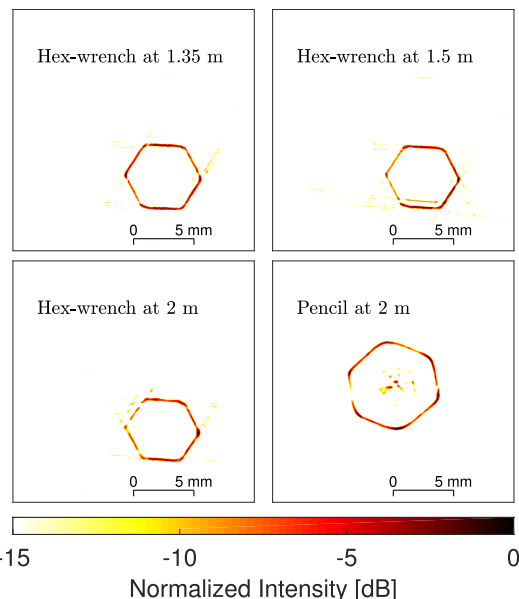 Hex-wrench at 1.35 m
Hex-wrench at 1.5 m
0 5 mm
0 5 mm
Hex-wrench at 2 m
Pencil at 2 m
0 5 mm
0 5 mm
-15 -10 -5 0
Normalized Intensity [dB]